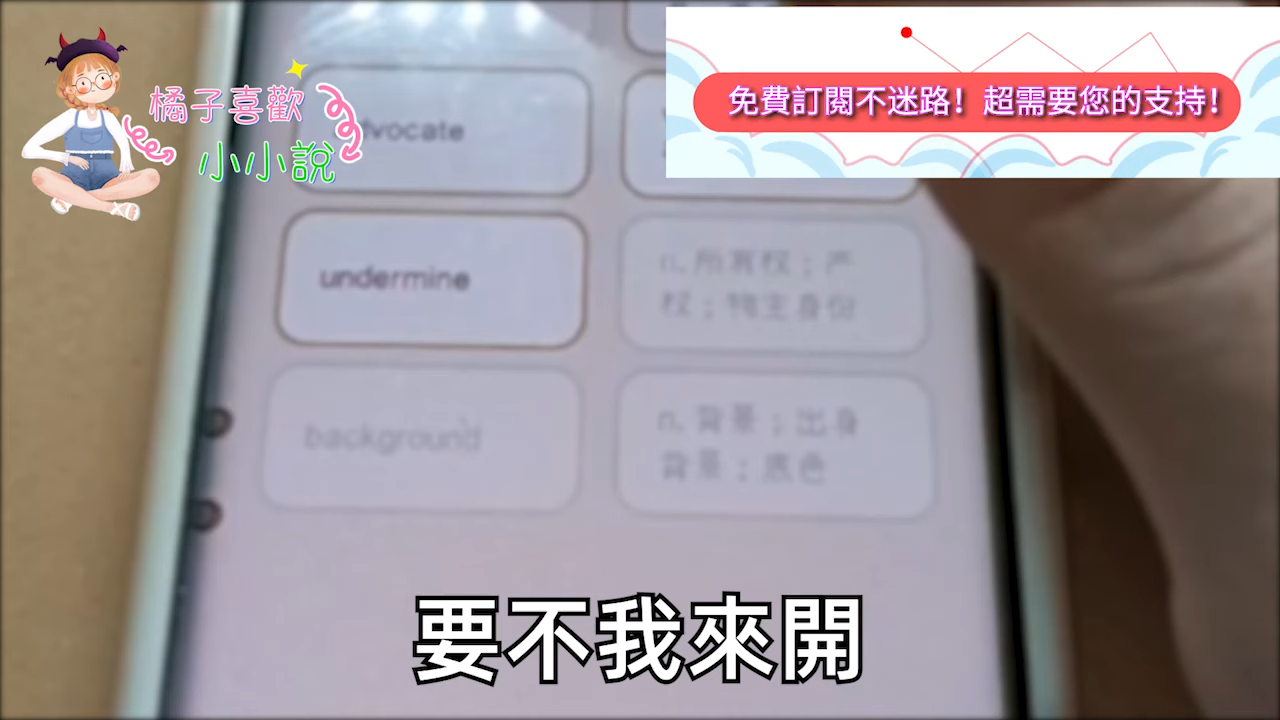 橘子喜歡
小小說
免費訂閱不迷路！超需要您的支持！
advocate
undermine
n.所有权；产
权；物主身份
background
n.背景；出身
背景；底色
要不我來開